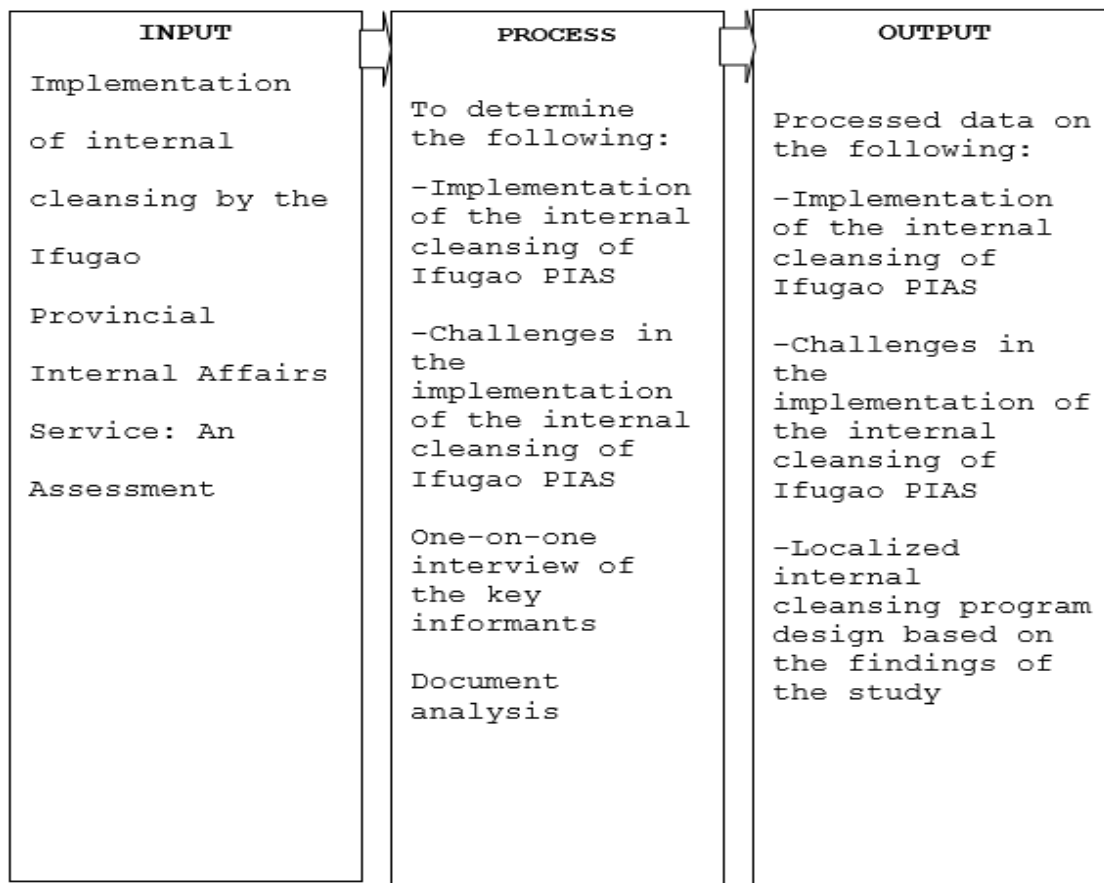 INPUT
Implementation
of internal
cleansing by the
Ifugao
Provincial
Internal Affairs
Service: An
Assessment
PROCESS
To determine
the following:
-Implementation
of the internal
cleansing of
Ifugao PIAS
-Challenges in
the
implementation
of the internal
cleansing of
Ifugao PIAS
One-on-one
interview of
the key
informants
Document
analysis
OUTPUT
Processed data on
the following:
-Implementation
of the internal
cleansing of
Ifugao PIAS
-Challenges in
the
implementation of
the internal
cleansing of
Ifugao PIAS
-Localized
internal
cleansing program
design based on
the findings of
the study